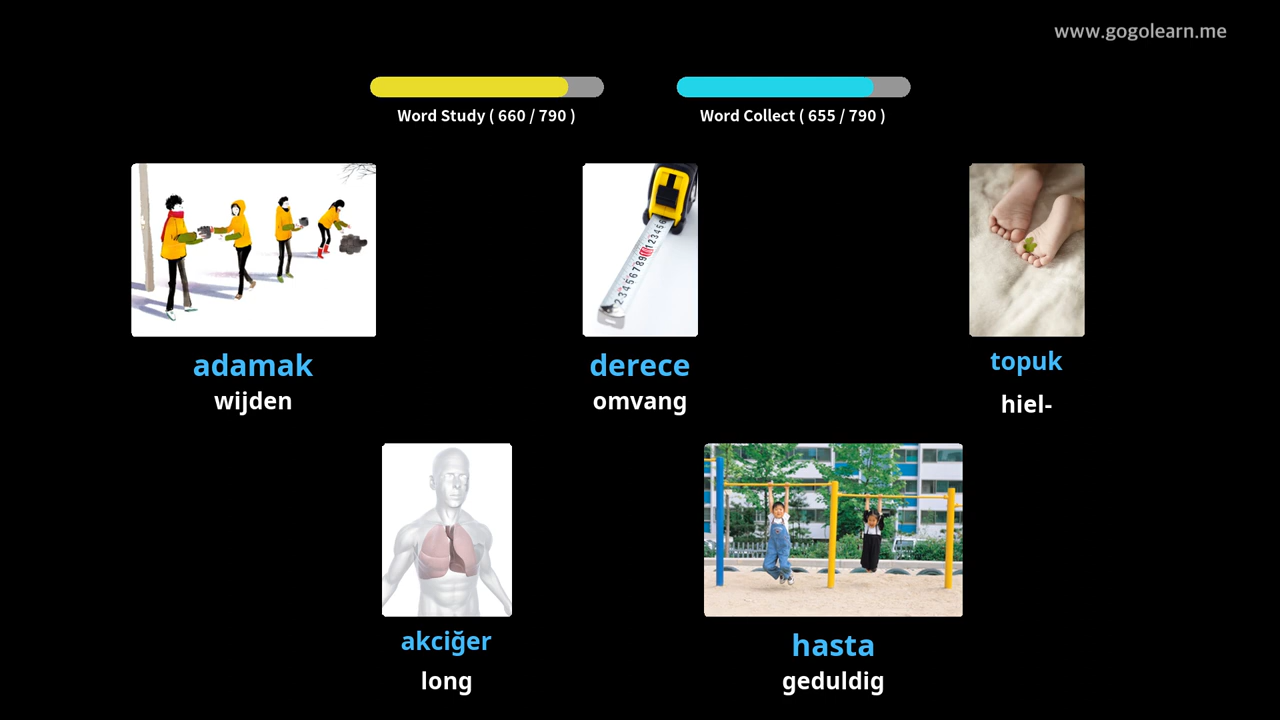 www.gogolearn.me
Word Study ( 660 / 790 )
Word Collect ( 655 / 790 )
adamak
wijden
derece
omvang
topuk
hiel-
akciğer
long
hasta
geduldig